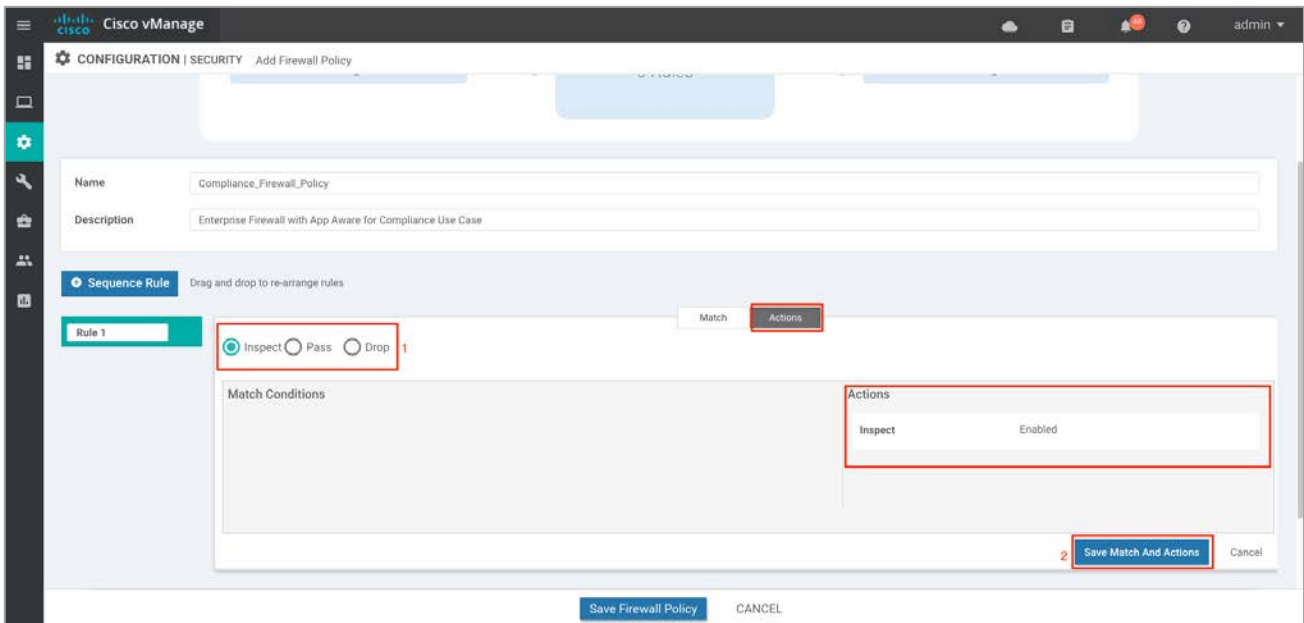 cisco Cisco vManage admin
CONFIGURATION | SECURITY Add Firewall Policy
Name Compliance_Firewall_Policy
Description Enterprise Firewall with App Aware for Compliance Use Case
Sequence Rule Drag and drop to re-arrange rules
Match Actions
Rule 1
Inspect Pass Drop 1
Match Conditions Actions
Inspect Enabled
2 Save Match And Actions Cancel
Save Firewall Policy CANCEL